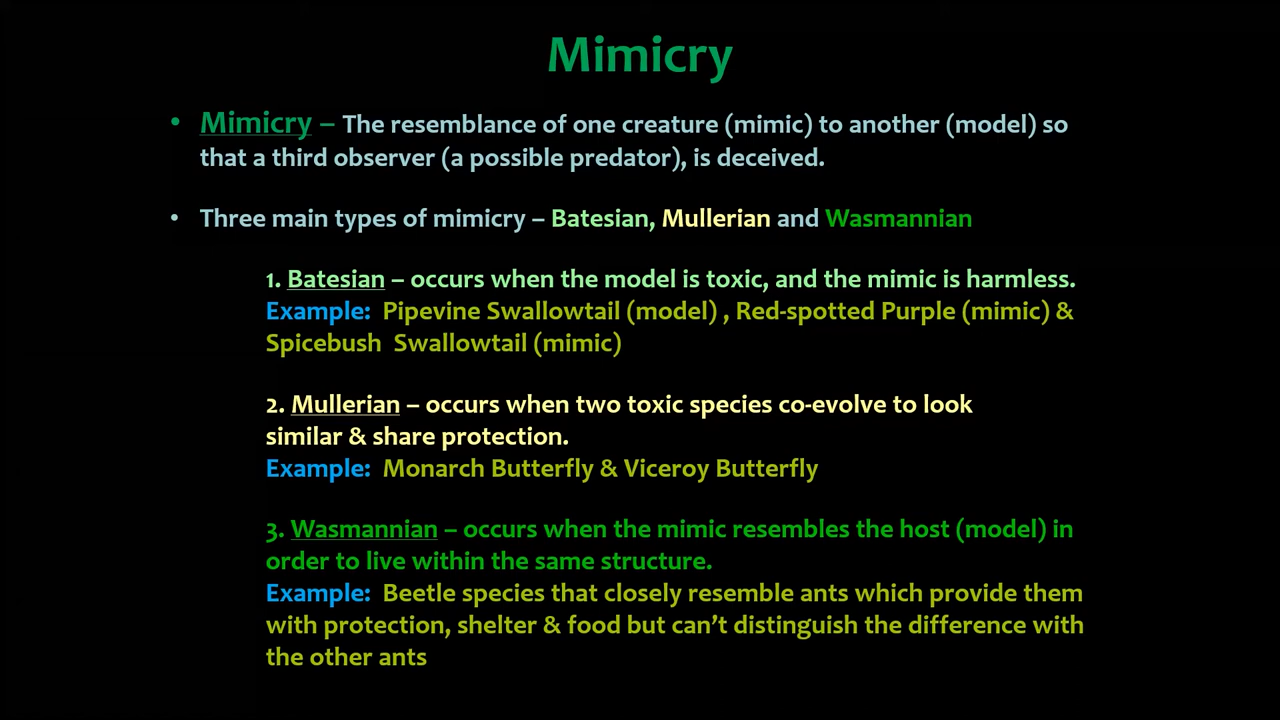 Mimicry
• Mimicry – The resemblance of one creature (mimic) to another (model) so
that a third observer (a possible predator), is deceived.
• Three main types of mimicry – Batesian, Mullerian and Wasmannian
1. Batesian – occurs when the model is toxic, and the mimic is harmless.
Example:  Pipevine Swallowtail (model) , Red-spotted Purple (mimic) &
Spicebush  Swallowtail (mimic)
2. Mullerian – occurs when two toxic species co-evolve to look
similar & share protection.
Example:  Monarch Butterfly & Viceroy Butterfly
3. Wasmannian – occurs when the mimic resembles the host (model) in
order to live within the same structure.
Example:  Beetle species that closely resemble ants which provide them
with protection, shelter & food but can’t distinguish the difference with
the other ants